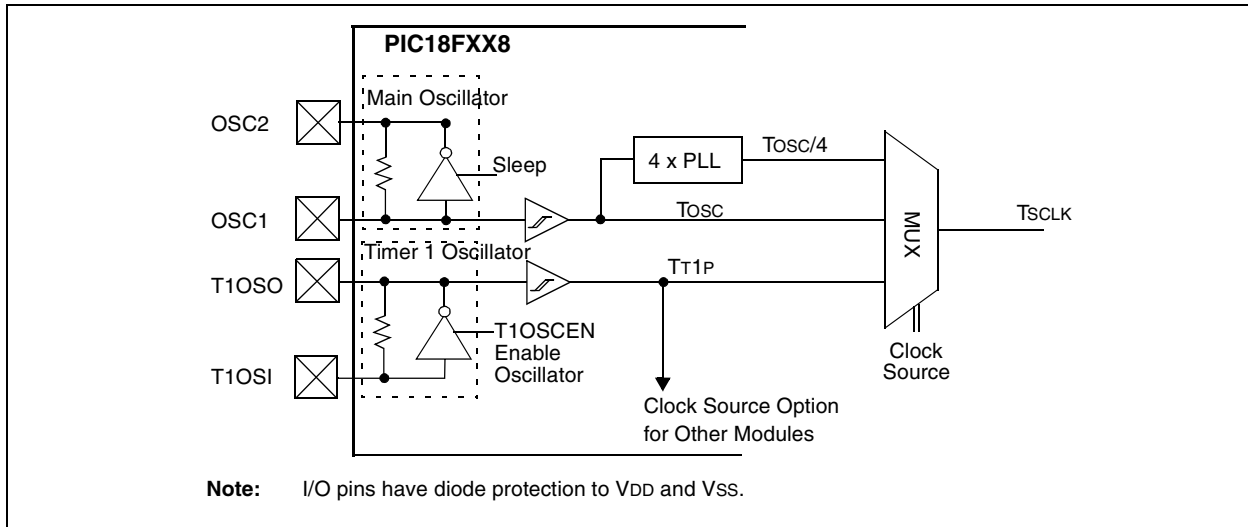 PIC18FXX8
Main Oscillator
OSC2
Sleep
4 x PLL
TOSC/4
OSC1
TOSC
MUX
TSCLK
Timer 1 Oscillator
T1OSO
TT1P
T1OSCEN
Enable
Oscillator
T1OSI
Clock
Source
Clock Source Option
for Other Modules
Note: I/O pins have diode protection to VDD and VSS.